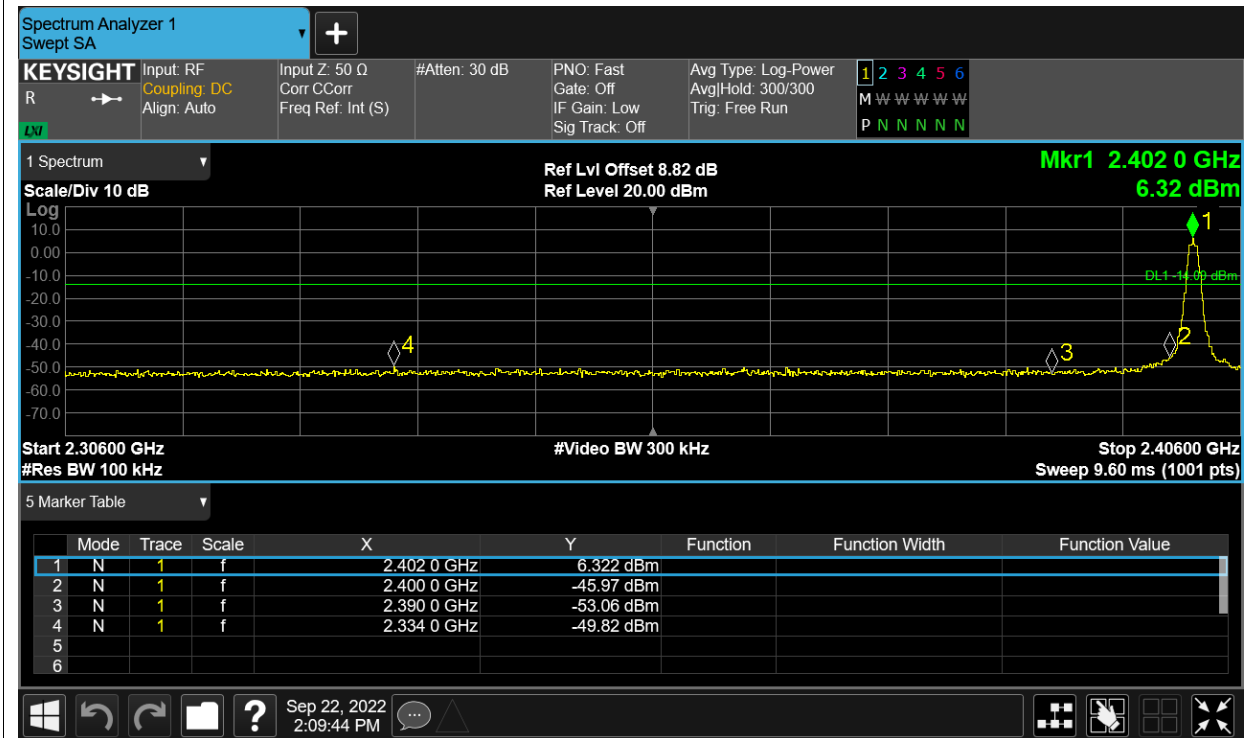 Spectrum Analyzer 1
Swept SA
+
KEYSIGHT Input: RF Input Z: 50 Ω #Atten: 30 dB PNO: Fast Avg Type: Log-Power 1 2 3 4 5 6
R Coupling: DC Corr CCorr Gate: Off Avg|Hold: 300/300 M W W W W W W
Align: Auto Freq Ref: Int (S) IF Gain: Low Trig: Free Run P N N N N N N
LXI Sig Track: Off
1 Spectrum Ref Lvl Offset 8.82 dB Mkr1 2.402 0 GHz
Scale/Div 10 dB Ref Level 20.00 dBm 6.32 dBm
Log
10.0 1
0.00
-10.0 DL1 -14.09 dBm
-20.0
-30.0
-40.0 4 3 2
-50.0
-60.0
-70.0
Start 2.30600 GHz #Video BW 300 kHz Stop 2.40600 GHz
#Res BW 100 kHz Sweep 9.60 ms (1001 pts)
5 Marker Table
Mode Trace Scale X Y Function Function Width Function Value
1 N 1 f 2.402 0 GHz 6.322 dBm
2 N 1 f 2.400 0 GHz -45.97 dBm
3 N 1 f 2.390 0 GHz -53.06 dBm
4 N 1 f 2.334 0 GHz -49.82 dBm
5
6
? Sep 22, 2022
2:09:44 PM